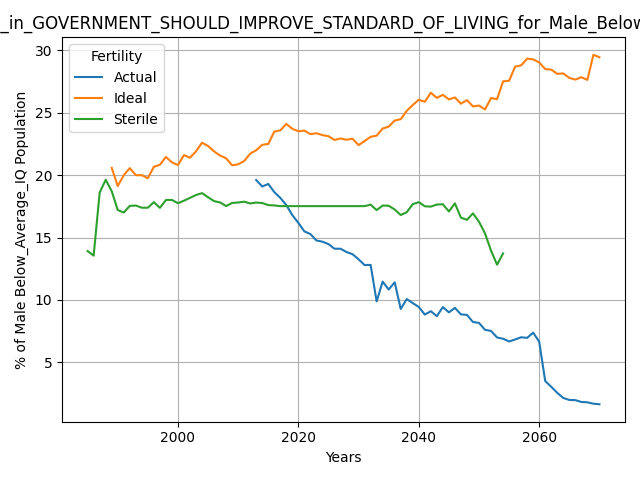 _in_GOVERNMENT_SHOULD_IMPROVE_STANDARD_OF_LIVING_for_Male_Below
% of Male Below_Average_IQ Population
30
25
20
15
10
5
Fertility
Actual
Ideal
Sterile
2000 2020 2040 2060
Years